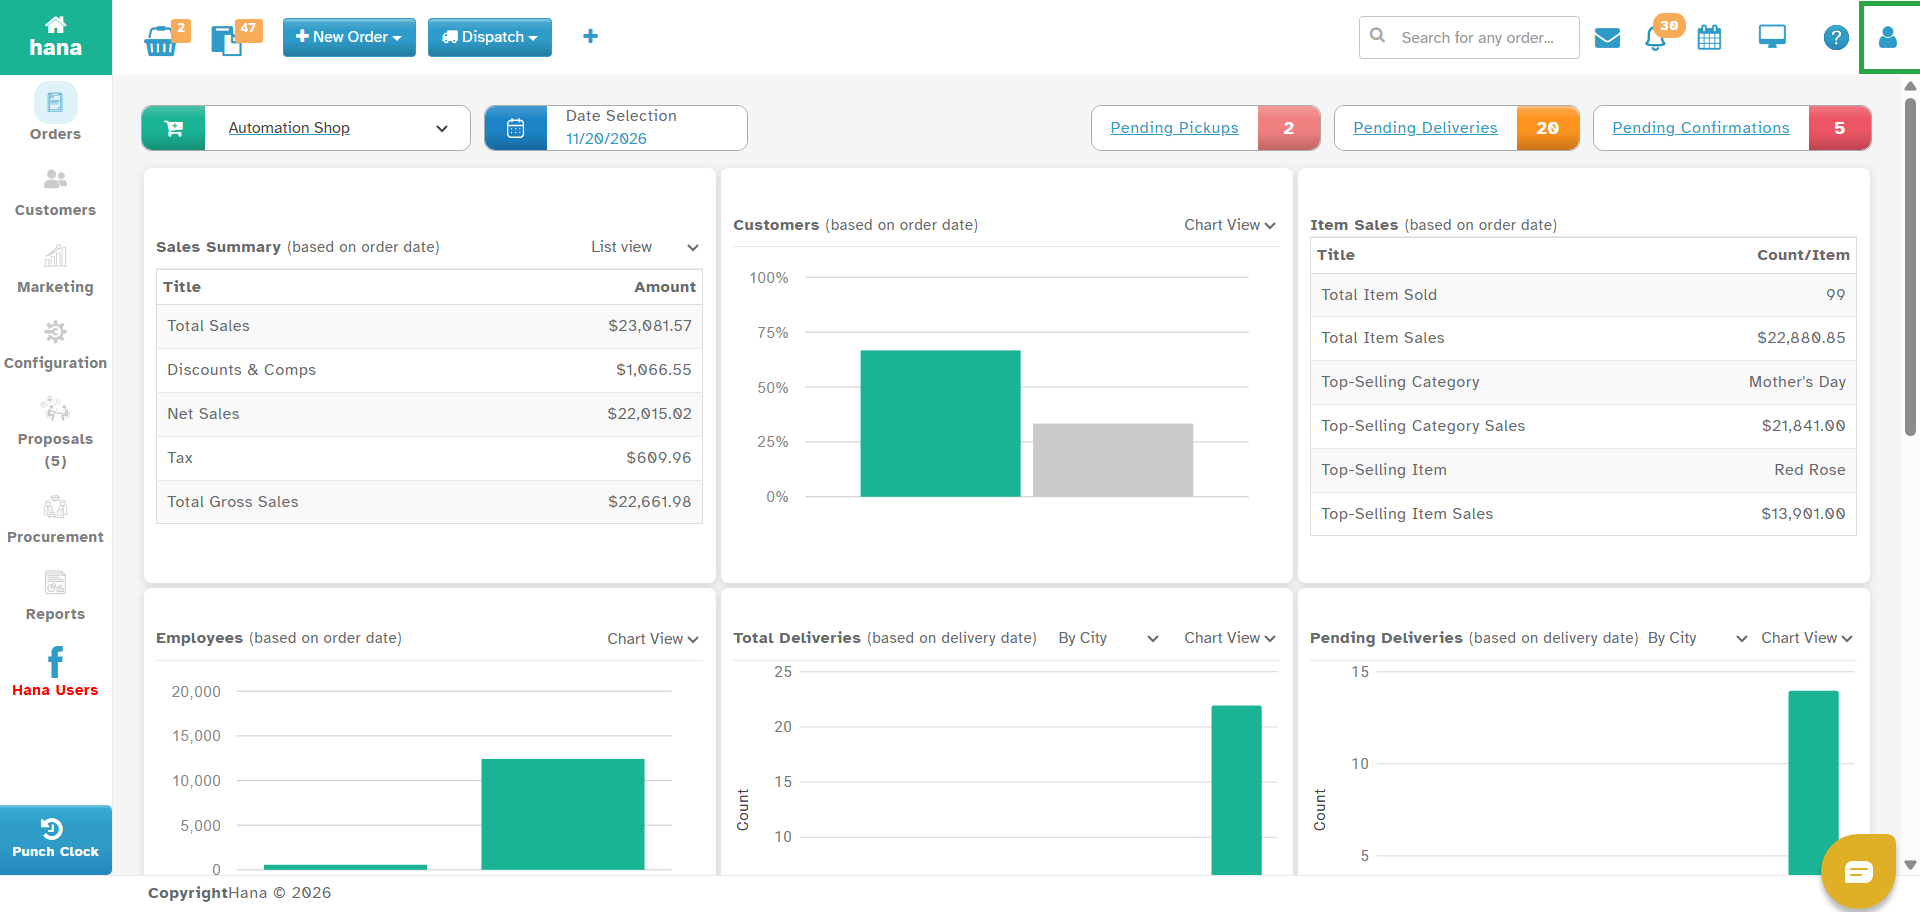 hana
2
47
New Order
Dispatch
Search for any order...
30
?
Orders
Customers
Marketing
Configuration
Proposals
(5)
Procurement
Reports
Hana Users
Punch Clock
Automation Shop
Date Selection
11/20/2026
Pending Pickups 2
Pending Deliveries 20
Pending Confirmations 5
Sales Summary (based on order date) List view
Title Amount
Total Sales $23,081.57
Discounts & Comps $1,066.55
Net Sales $22,015.02
Tax $609.96
Total Gross Sales $22,661.98
Customers (based on order date) Chart View
100%
75%
50%
25%
0%
Item Sales (based on order date)
Title Count/Item
Total Item Sold 99
Total Item Sales $22,880.85
Top-Selling Category Mother's Day
Top-Selling Category Sales $21,841.00
Top-Selling Item Red Rose
Top-Selling Item Sales $13,901.00
Employees (based on order date) Chart View
20,000
15,000
10,000
5,000
0
Total Deliveries (based on delivery date) By City Chart View
25
20
15
10
Count
Pending Deliveries (based on delivery date) By City Chart View
15
10
5
Count
CopyrightHana © 2026